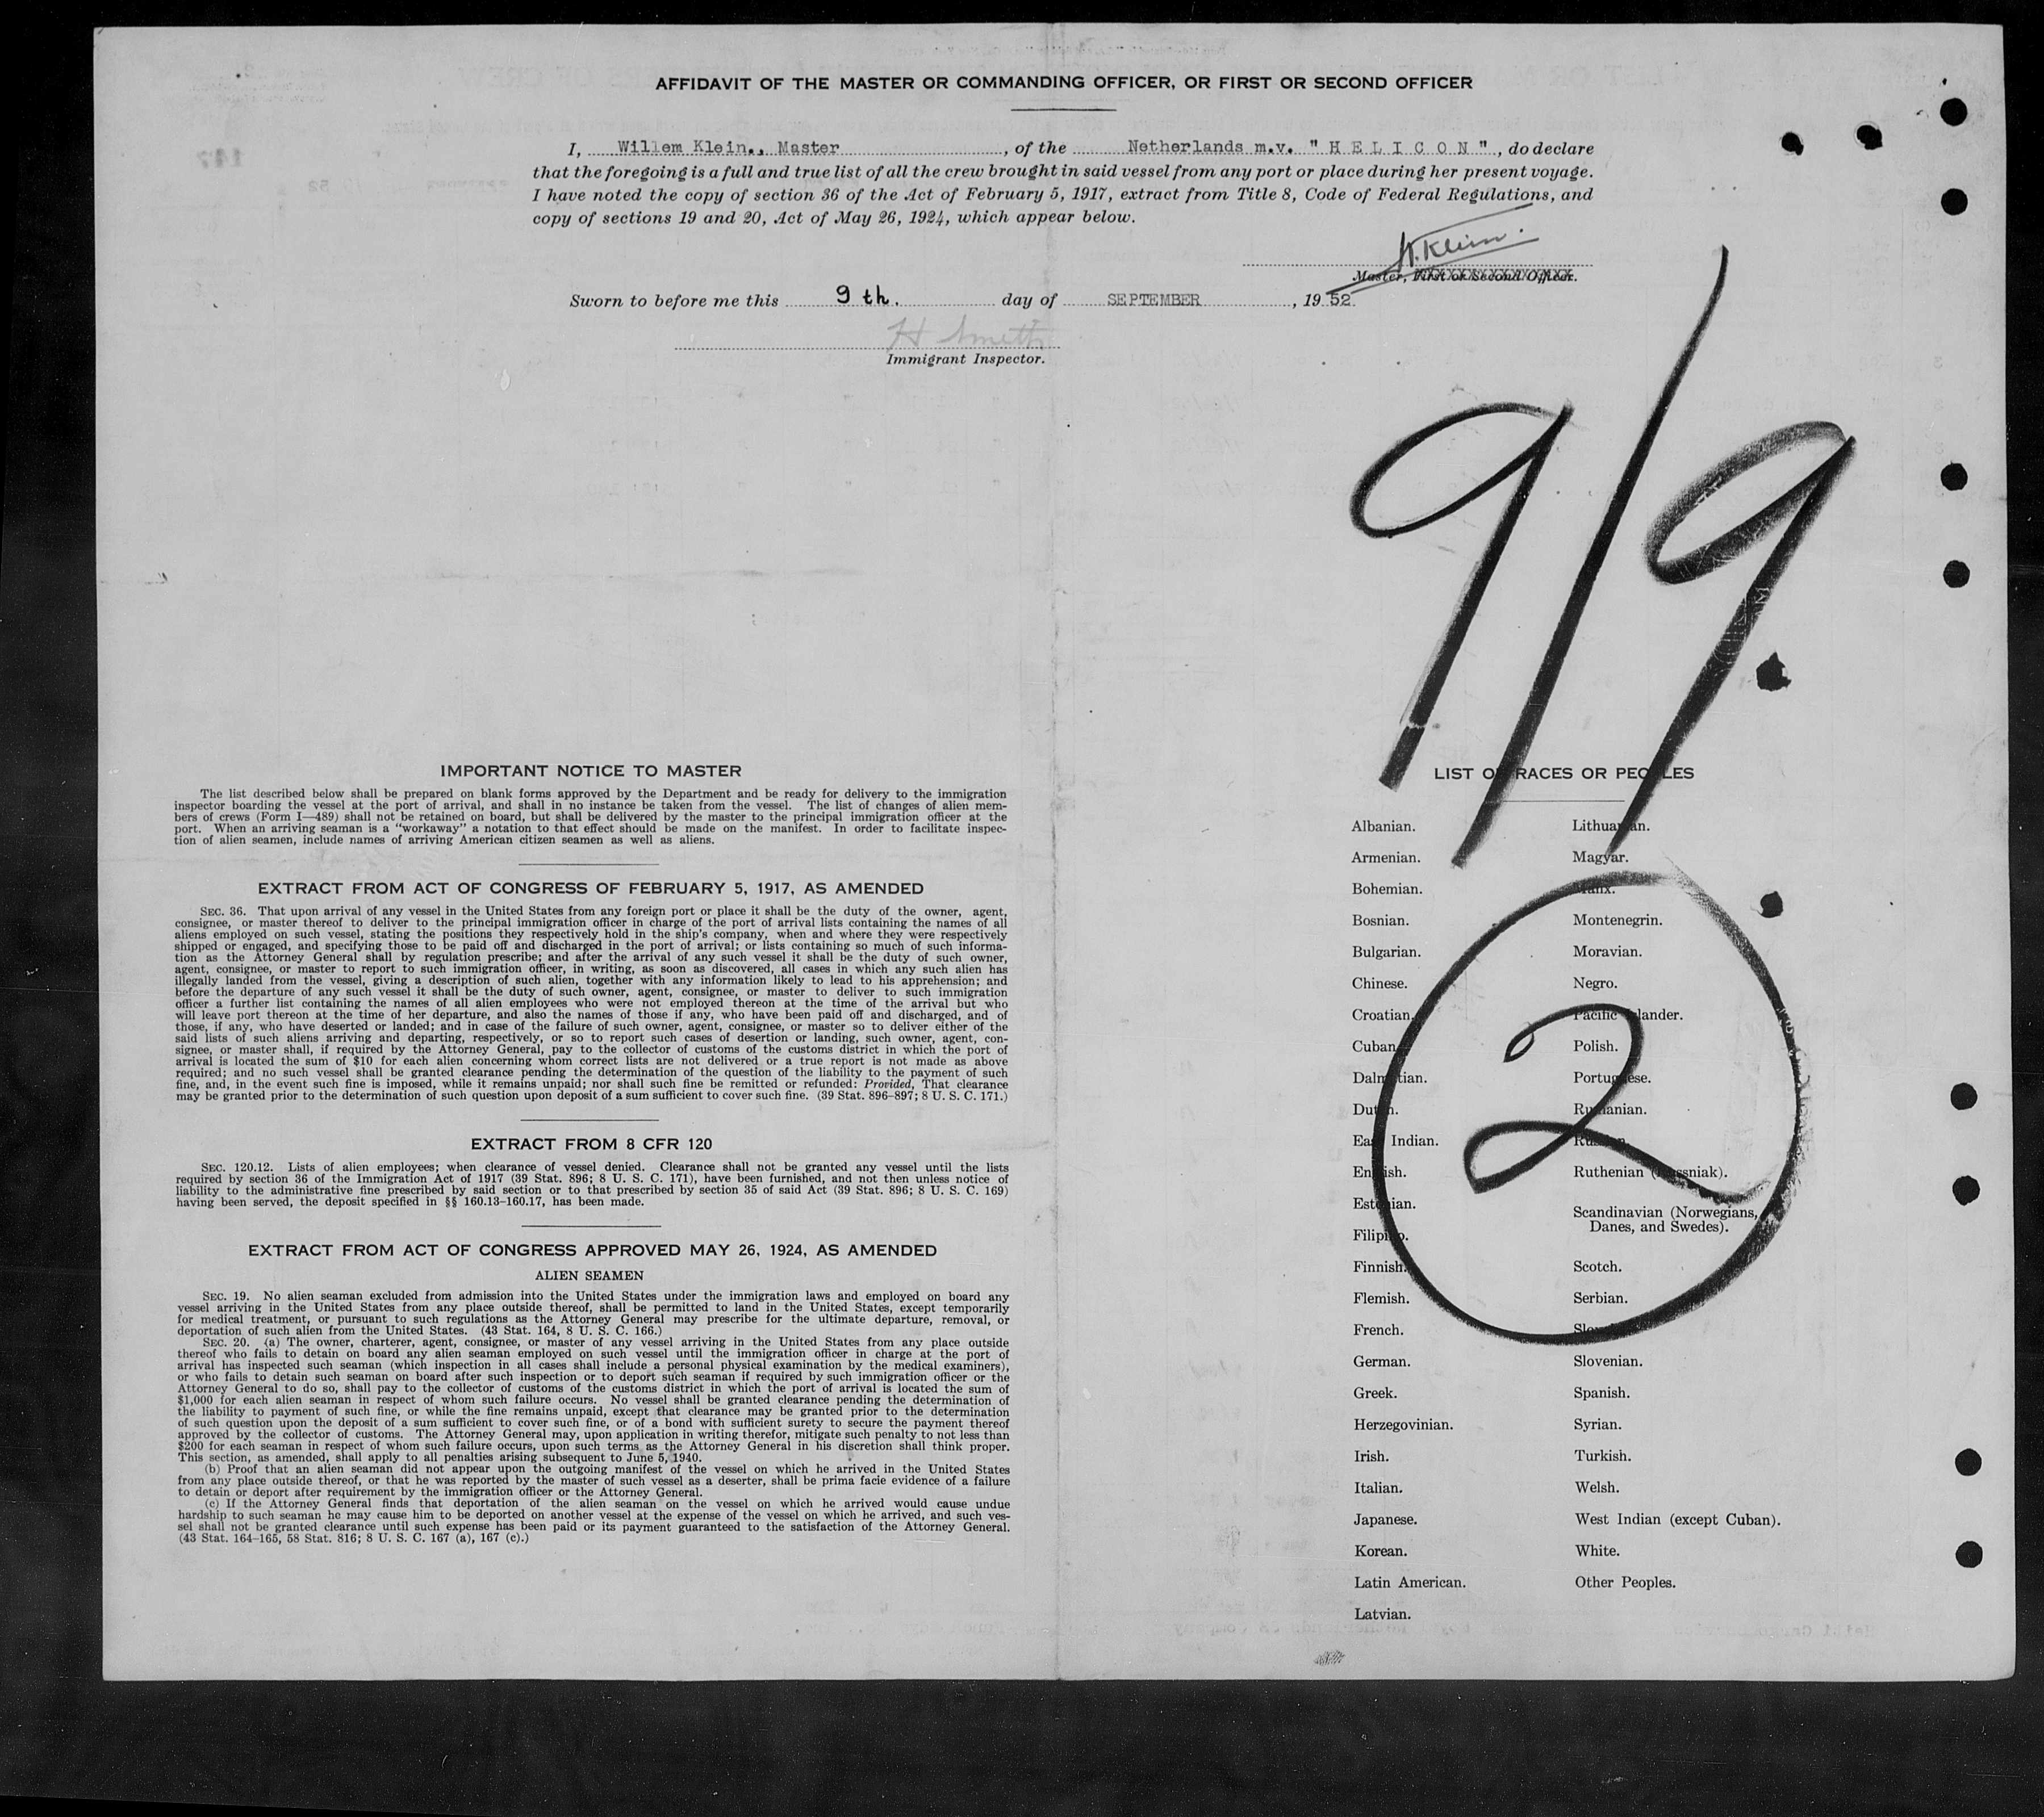 AFFIDAVIT OF THE MASTER OR COMMANDING OFFICER, OR FIRST OR SECOND OFFICER
I, Willem Klein., Master, of the Netherlands m.v. "H E L I C O N", do declare
that the foregoing is a full and true list of all the crew brought in said vessel from any port or place during her present voyage.
I have noted the copy of section 36 of the Act of February 5, 1917, extract from Title 8, Code of Federal Regulations, and
copy of sections 19 and 20, Act of May 26, 1924, which appear below.
W. Klein.
Master, First or Second Officer.
Sworn to before me this 9 th. day of SEPTEMBER, 19 52
H Smeth
Immigrant Inspector.
9/9
2
IMPORTANT NOTICE TO MASTER
The list described below shall be prepared on blank forms approved by the Department and be ready for delivery to the immigration
inspector boarding the vessel at the port of arrival, and shall in no instance be taken from the vessel. The list of changes of alien mem-
bers of crews (Form I—489) shall not be retained on board, but shall be delivered by the master to the principal immigration officer at the
port. When an arriving seaman is a "workaway" a notation to that effect should be made on the manifest. In order to facilitate inspec-
tion of alien seamen, include names of arriving American citizen seamen as well as aliens.
EXTRACT FROM ACT OF CONGRESS OF FEBRUARY 5, 1917, AS AMENDED
SEC. 36. That upon arrival of any vessel in the United States from any foreign port or place it shall be the duty of the owner, agent,
consignee, or master thereof to deliver to the principal immigration officer in charge of the port of arrival lists containing the names of all
aliens employed on such vessel, stating the positions they respectively hold in the ship's company, when and where they were respectively
shipped or engaged, and specifying those to be paid off and discharged in the port of arrival; or lists containing so much of such informa-
tion as the Attorney General shall by regulation prescribe; and after the arrival of any such vessel it shall be the duty of such owner,
agent, consignee, or master to report to such immigration officer, in writing, as soon as discovered, all cases in which any such alien has
illegally landed from the vessel, giving a description of such alien, together with any information likely to lead to his apprehension; and
before the departure of any such vessel it shall be the duty of such owner, agent, consignee, or master to deliver to such immigration
officer a further list containing the names of all alien employees who were not employed thereon at the time of the arrival but who
will leave port thereon at the time of her departure, and also the names of those if any, who have been paid off and discharged, and of
those, if any, who have deserted or landed; and in case of the failure of such owner, agent, consignee, or master so to deliver either of the
said lists of such aliens arriving and departing, respectively, or so to report such cases of desertion or landing, such owner, agent, con-
signee, or master shall, if required by the Attorney General, pay to the collector of customs of the customs district in which the port of
arrival is located the sum of $10 for each alien concerning whom correct lists are not delivered or a true report is not made as above
required; and no such vessel shall be granted clearance pending the determination of the question of the liability to the payment of such
fine, and, in the event such fine is imposed, while it remains unpaid; nor shall such fine be remitted or refunded: Provided, That clearance
may be granted prior to the determination of such question upon deposit of a sum sufficient to cover such fine. (39 Stat. 896–897; 8 U. S. C. 171.)
EXTRACT FROM 8 CFR 120
SEC. 120.12. Lists of alien employees; when clearance of vessel denied. Clearance shall not be granted any vessel until the lists
required by section 36 of the Immigration Act of 1917 (39 Stat. 896; 8 U. S. C. 171), have been furnished, and not then unless notice of
liability to the administrative fine prescribed by said section or to that prescribed by section 35 of said Act (39 Stat. 896; 8 U. S. C. 169)
having been served, the deposit specified in §§ 160.13–160.17, has been made.
EXTRACT FROM ACT OF CONGRESS APPROVED MAY 26, 1924, AS AMENDED
ALIEN SEAMEN
SEC. 19. No alien seaman excluded from admission into the United States under the immigration laws and employed on board any
vessel arriving in the United States from any place outside thereof, shall be permitted to land in the United States, except temporarily
for medical treatment, or pursuant to such regulations as the Attorney General may prescribe for the ultimate departure, removal, or
deportation of such alien from the United States. (43 Stat. 164, 8 U. S. C. 166.)
SEC. 20. (a) The owner, charterer, agent, consignee, or master of any vessel arriving in the United States from any place outside
thereof who fails to detain on board any alien seaman employed on such vessel until the immigration officer in charge at the port of
arrival has inspected such seaman (which inspection in all cases shall include a personal physical examination by the medical examiners),
or who fails to detain such seaman on board after such inspection or to deport such seaman if required by such immigration officer or the
Attorney General to do so, shall pay to the collector of customs of the customs district in which the port of arrival is located the sum of
$1,000 for each alien seaman in respect of whom such failure occurs. No vessel shall be granted clearance pending the determination of
the liability to payment of such fine, or while the fine remains unpaid, except that clearance may be granted prior to the determination
of such question upon the deposit of a sum sufficient to cover such fine, or of a bond with sufficient surety to secure the payment thereof
approved by the collector of customs. The Attorney General may, upon application in writing therefor, mitigate such penalty to not less than
$200 for each seaman in respect of whom such failure occurs, upon such terms as the Attorney General in his discretion shall think proper.
This section, as amended, shall apply to all penalties arising subsequent to June 5, 1940.
(b) Proof that an alien seaman did not appear upon the outgoing manifest of the vessel on which he arrived in the United States
from any place outside thereof, or that he was reported by the master of such vessel as a deserter, shall be prima facie evidence of a failure
to detain or deport after requirement by the immigration officer or the Attorney General.
(c) If the Attorney General finds that deportation of the alien seaman on the vessel on which he arrived would cause undue
hardship to such seaman he may cause him to be deported on another vessel at the expense of the vessel on which he arrived, and such ves-
sel shall not be granted clearance until such expense has been paid or its payment guaranteed to the satisfaction of the Attorney General.
(43 Stat. 164–165, 58 Stat. 816; 8 U. S. C. 167 (a), 167 (c).)
LIST OF RACES OR PEOPLES
Albanian.
Armenian.
Bohemian.
Bosnian.
Bulgarian.
Chinese.
Croatian.
Cuban.
Dalmatian.
Dutch.
East Indian.
English.
Estonian.
Filipino.
Finnish.
Flemish.
French.
German.
Greek.
Herzegovinian.
Irish.
Italian.
Japanese.
Korean.
Latin American.
Latvian.
Lithuanian.
Magyar.
Manx.
Montenegrin.
Moravian.
Negro.
Pacific Islander.
Polish.
Portuguese.
Rumanian.
Russian.
Ruthenian (Russniak).
Scandinavian (Norwegians,
Danes, and Swedes).
Scotch.
Serbian.
Slovak.
Slovenian.
Spanish.
Syrian.
Turkish.
Welsh.
West Indian (except Cuban).
White.
Other Peoples.